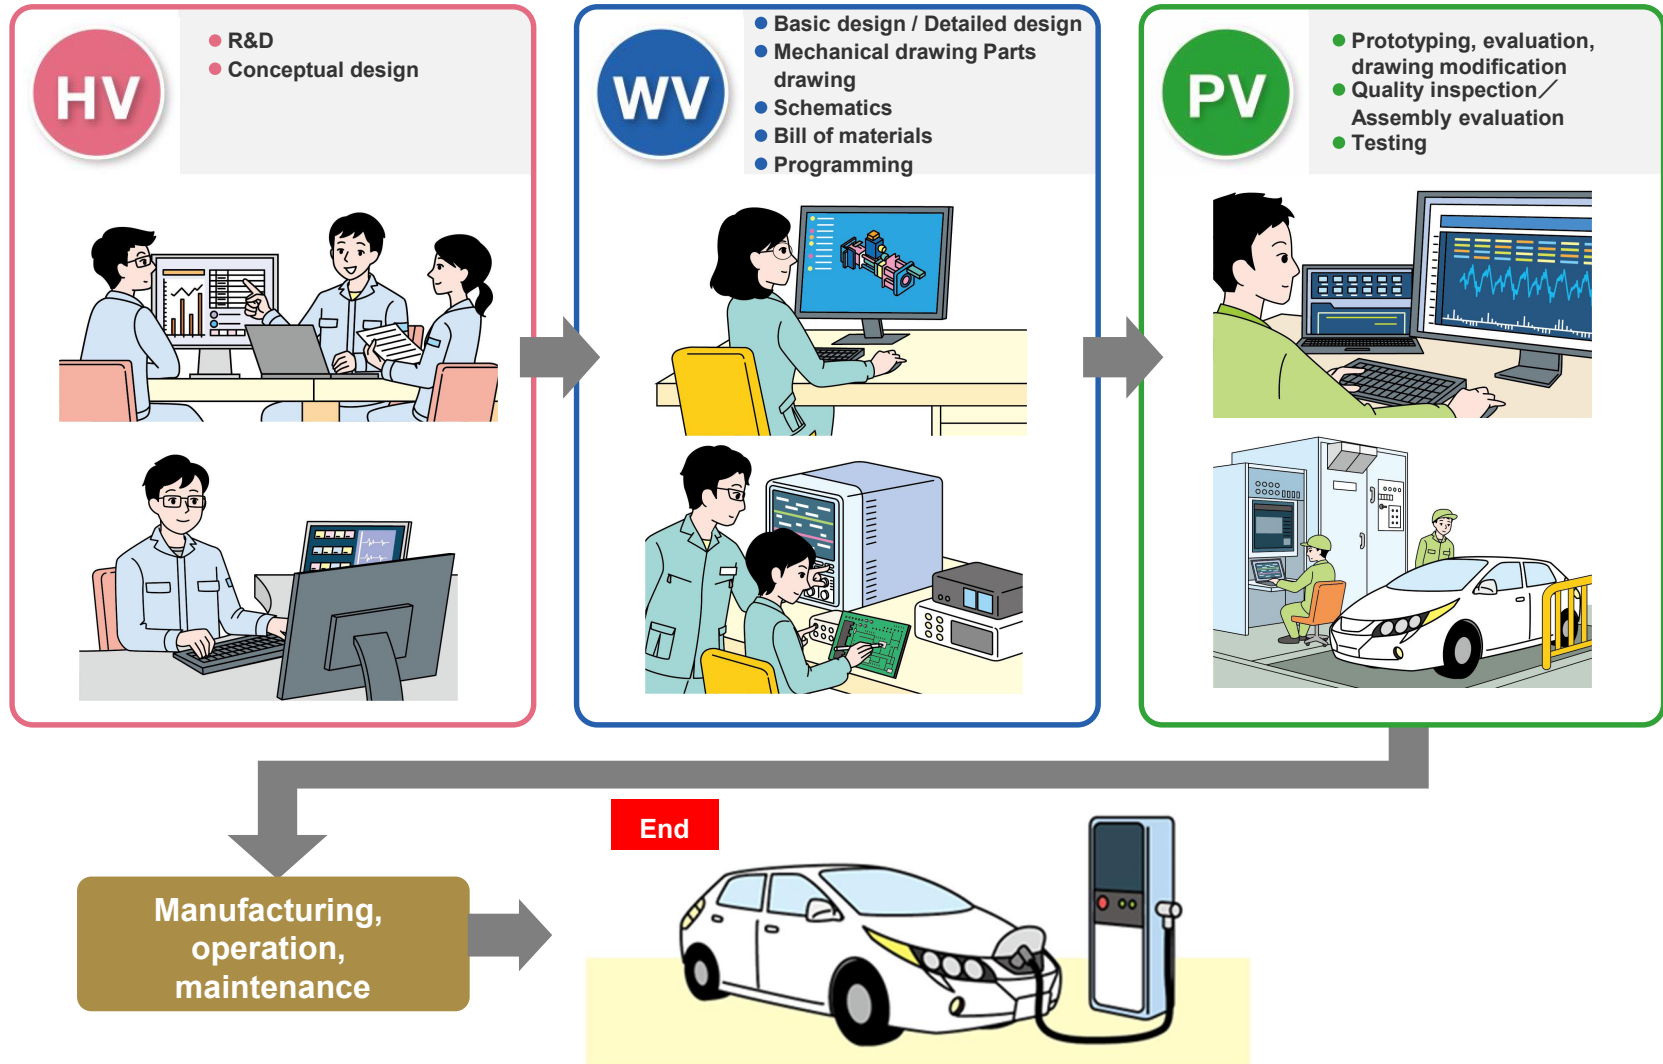 HV
R&D
Conceptual design
WV
Basic design / Detailed design
Mechanical drawing Parts
drawing
Schematics
Bill of materials
Programming
PV
Prototyping, evaluation,
drawing modification
Quality inspection／
Assembly evaluation
Testing
End
Manufacturing,
operation,
maintenance